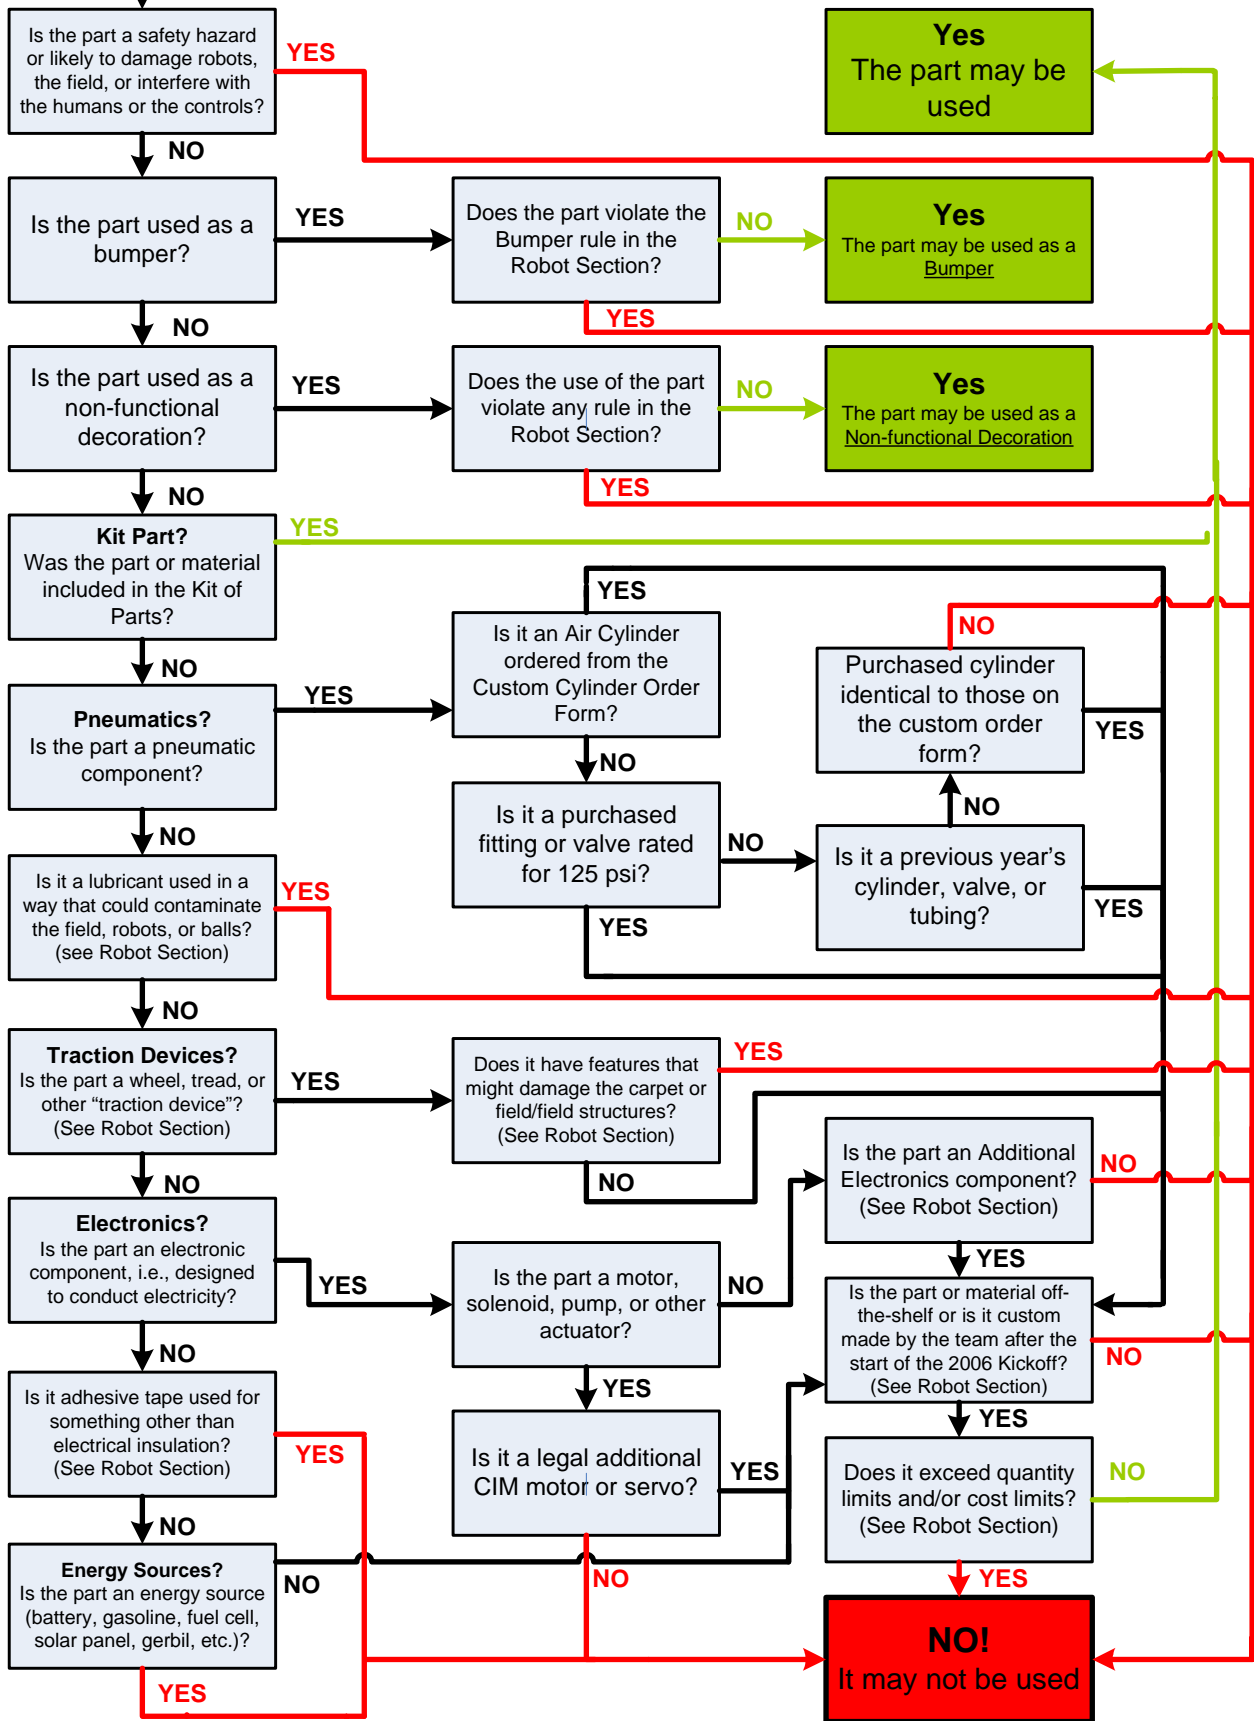 Is the part a safety hazard
or likely to damage robots,
the field, or interfere with
the humans or the controls?
YES
Yes
The part may be
used
NO
Is the part used as a
bumper?
YES
Does the part violate the
Bumper rule in the
Robot Section?
NO
Yes
The part may be used as a
Bumper
YES
NO
Is the part used as a
non-functional
decoration?
YES
Does the use of the part
violate any rule in the
Robot Section?
NO
Yes
The part may be used as a
Non-functional Decoration
YES
NO
Kit Part?
Was the part or material
included in the Kit of
Parts?
YES
NO
Pneumatics?
Is the part a pneumatic
component?
YES
YES
Is it an Air Cylinder
ordered from the
Custom Cylinder Order
Form?
NO
Is it a purchased
fitting or valve rated
for 125 psi?
NO
YES
NO
Purchased cylinder
identical to those on
the custom order
form?
YES
NO
Is it a previous year's
cylinder, valve, or
tubing?
YES
NO
Is it a lubricant used in a
way that could contaminate
the field, robots, or balls?
(see Robot Section)
YES
NO
Traction Devices?
Is the part a wheel, tread, or
other “traction device”?
(See Robot Section)
YES
Does it have features that
might damage the carpet or
field/field structures?
(See Robot Section)
YES
NO
NO
Electronics?
Is the part an electronic
component, i.e., designed
to conduct electricity?
YES
Is the part a motor,
solenoid, pump, or other
actuator?
NO
Is the part an Additional
Electronics component?
(See Robot Section)
NO
YES
Is the part or material off-
the-shelf or is it custom
made by the team after the
start of the 2006 Kickoff?
(See Robot Section)
NO
YES
YES
Is it a legal additional
CIM motor or servo?
YES
NO
Does it exceed quantity
limits and/or cost limits?
(See Robot Section)
NO
YES
NO
Is it adhesive tape used for
something other than
electrical insulation?
(See Robot Section)
YES
NO
Energy Sources?
Is the part an energy source
(battery, gasoline, fuel cell,
solar panel, gerbil, etc.)?
NO
YES
NO!
It may not be used